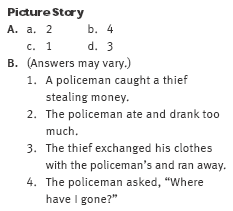 Picture Story
A. a. 2 b. 4
c. 1 d. 3
B. (Answers may vary.)
1. A policeman caught a thief
stealing money.
2. The policeman ate and drank too
much.
3. The thief exchanged his clothes
with the policeman's and ran away.
4. The policeman asked, “Where
have I gone?”